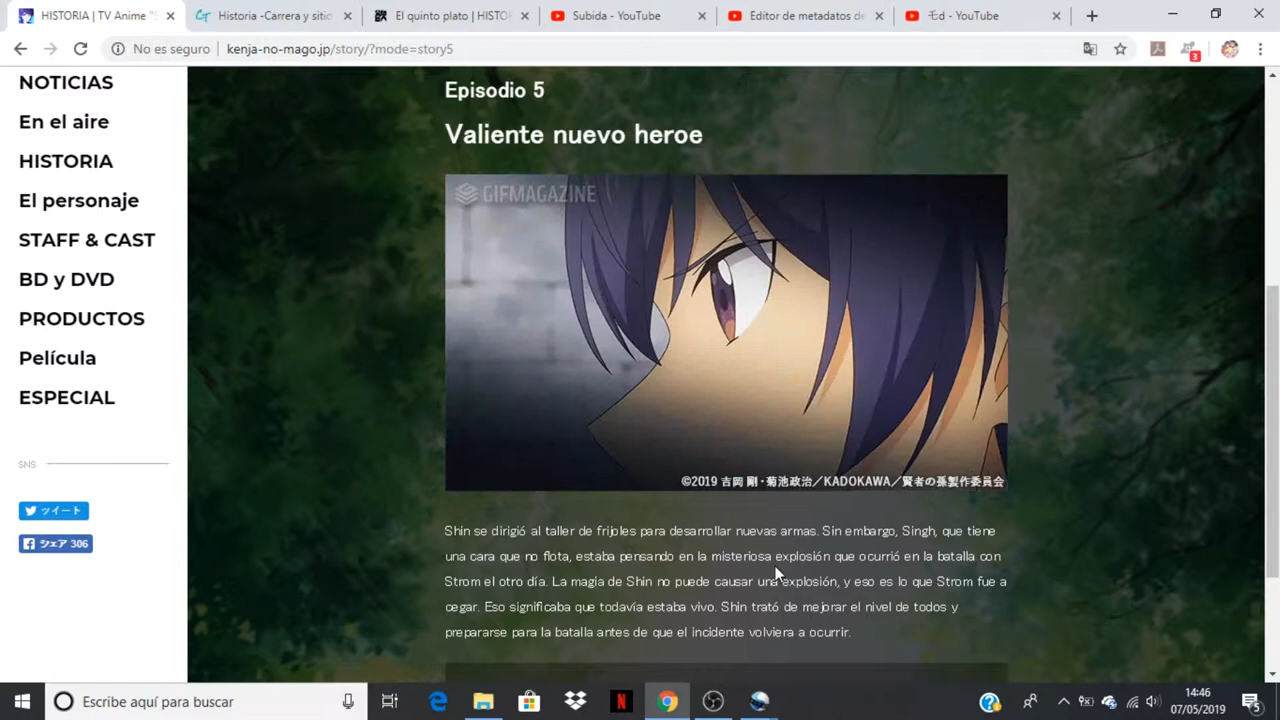 HISTORIA | TV Anime "S
Historia -Carrera y sitio
El quinto plato | HISTOR
Subida - YouTube
Editor de metadatos de
モd - YouTube
No es seguro
kenja-no-mago.jp/story/?mode=story5
3
NOTICIAS
En el aire
HISTORIA
El personaje
STAFF & CAST
BD y DVD
PRODUCTOS
Película
ESPECIAL
SNS
ツイート
シェア 306
Episodio 5
Valiente nuevo heroe
GIFMAGAZINE
©2019 吉岡 剛・菊池政治／KADOKAWA／賢者の孫製作委員会
Shin se dirigió al taller de frijoles para desarrollar nuevas armas. Sin embargo, Singh, que tiene
una cara que no flota, estaba pensando en la misteriosa explosión que ocurrió en la batalla con
Strom el otro día. La magia de Shin no puede causar una explosión, y eso es lo que Strom fue a
cegar. Eso significaba que todavía estaba vivo. Shin trató de mejorar el nivel de todos y
prepararse para la batalla antes de que el incidente volviera a ocurrir.
Escribe aquí para buscar
14:46
07/05/2019
5